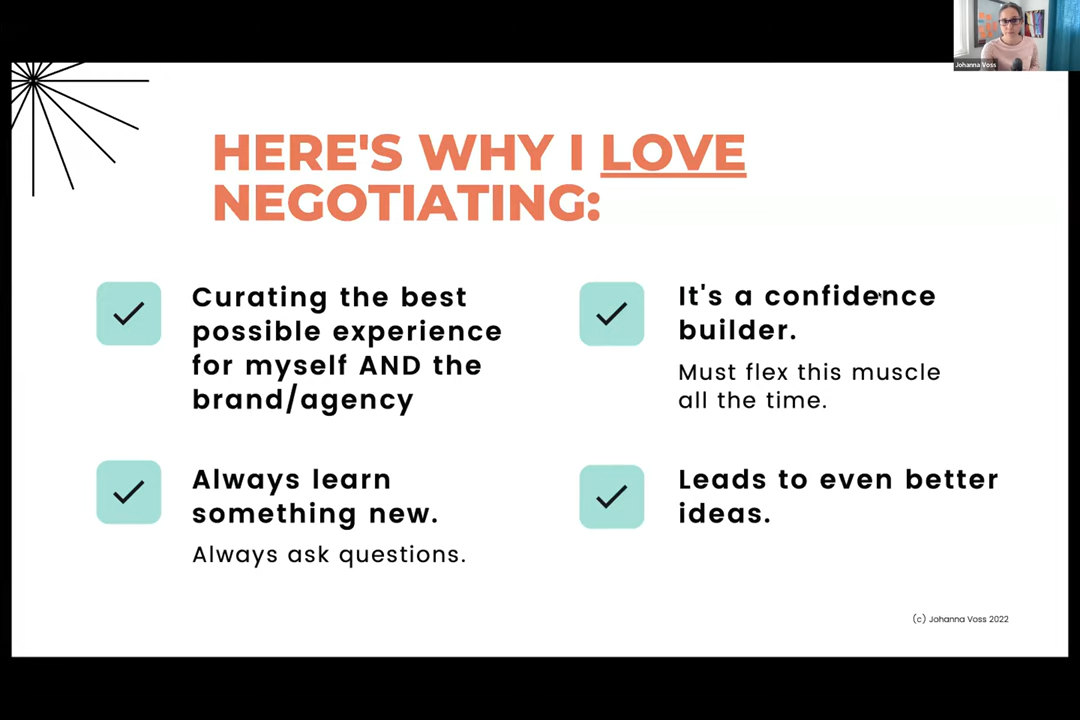 Johanna Voss
HERE'S WHY I LOVE
NEGOTIATING:
Curating the best
possible experience
for myself AND the
brand/agency
It's a confidence
builder.
Must flex this muscle
all the time.
Always learn
something new.
Always ask questions.
Leads to even better
ideas.
(c) Johanna Voss 2022